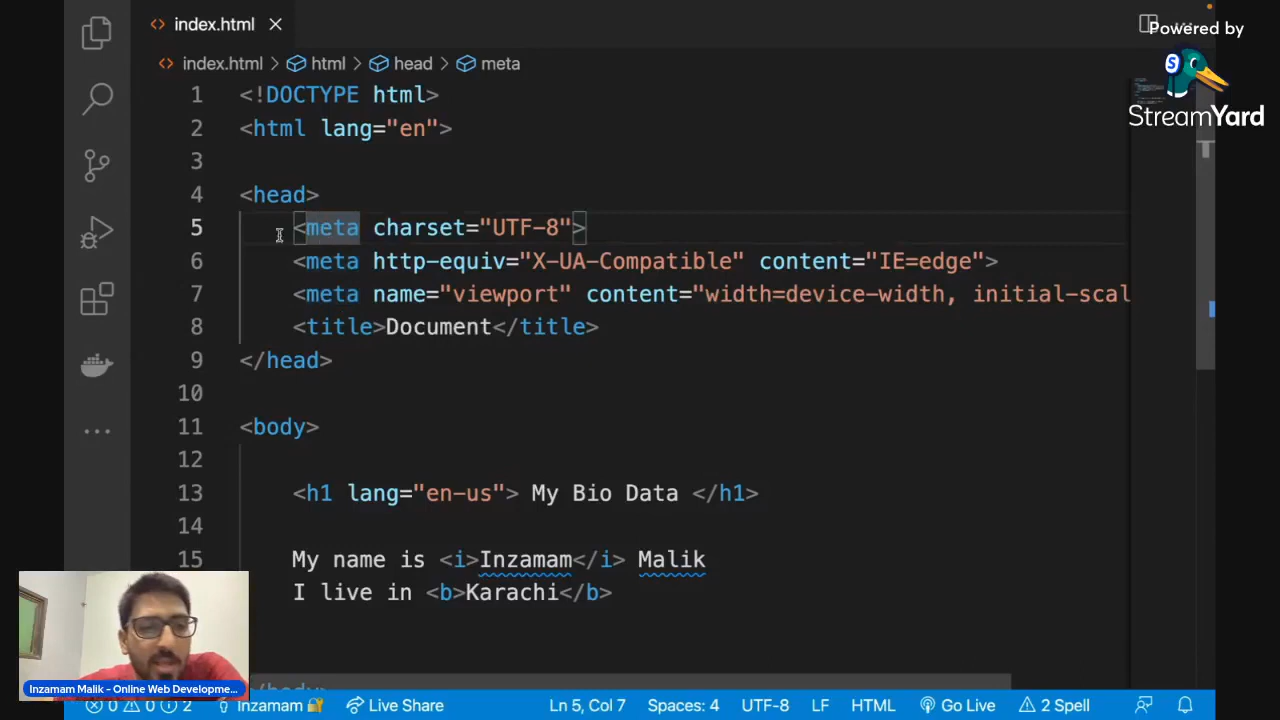 index.html
Powered by
StreamYard
index.html > html > head > meta
1 <!DOCTYPE html>
2 <html lang="en">
3
4 <head>
5 <meta charset="UTF-8">
6 <meta http-equiv="X-UA-Compatible" content="IE=edge">
7 <meta name="viewport" content="width=device-width, initial-scal
8 <title>Document</title>
9 </head>
10
11 <body>
12
13 <h1 lang="en-us"> My Bio Data </h1>
14
15 My name is <i>Inzamam</i> Malik
I live in <b>Karachi</b>
</body>
Inzamam Malik - Online Web Developme...
0 0 2 Inzamam Live Share Ln 5, Col 7 Spaces: 4 UTF-8 LF HTML Go Live 2 Spell